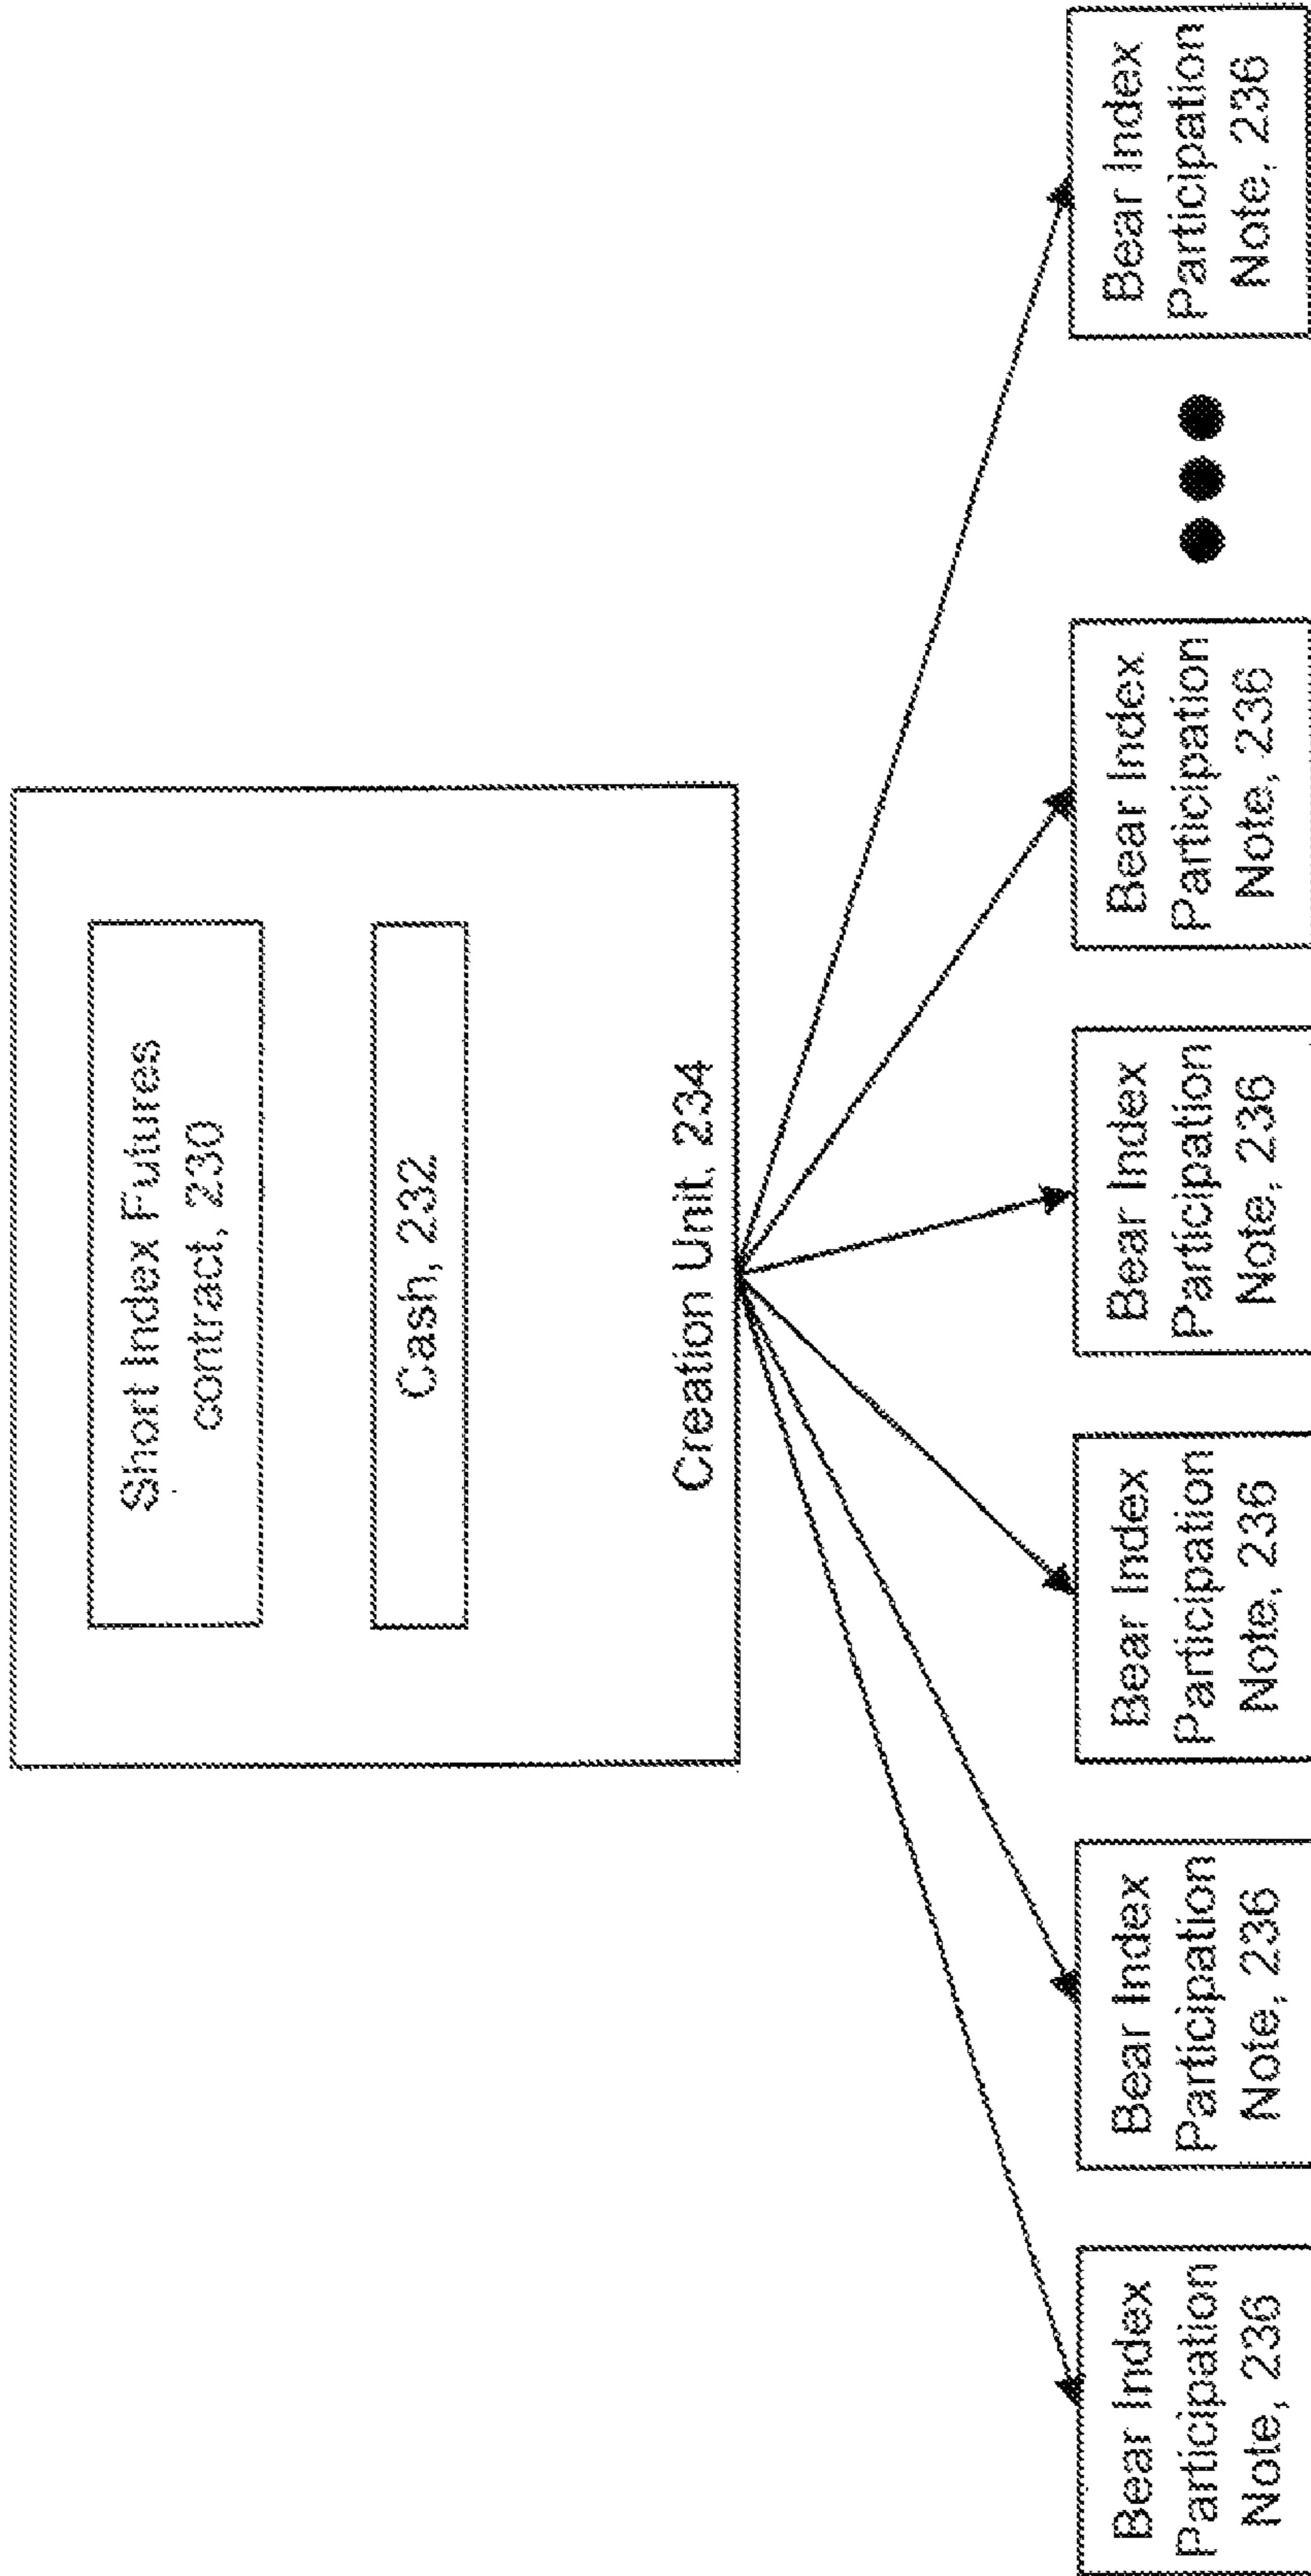 Short Index Futures
contract, 230
Cash, 232
Creation Unit, 234
Bear Index
Participation
Note, 236
Bear Index
Participation
Note, 236
Bear Index
Participation
Note, 236
Bear Index
Participation
Note, 236
Bear Index
Participation
Note, 236
Bear Index
Participation
Note, 236